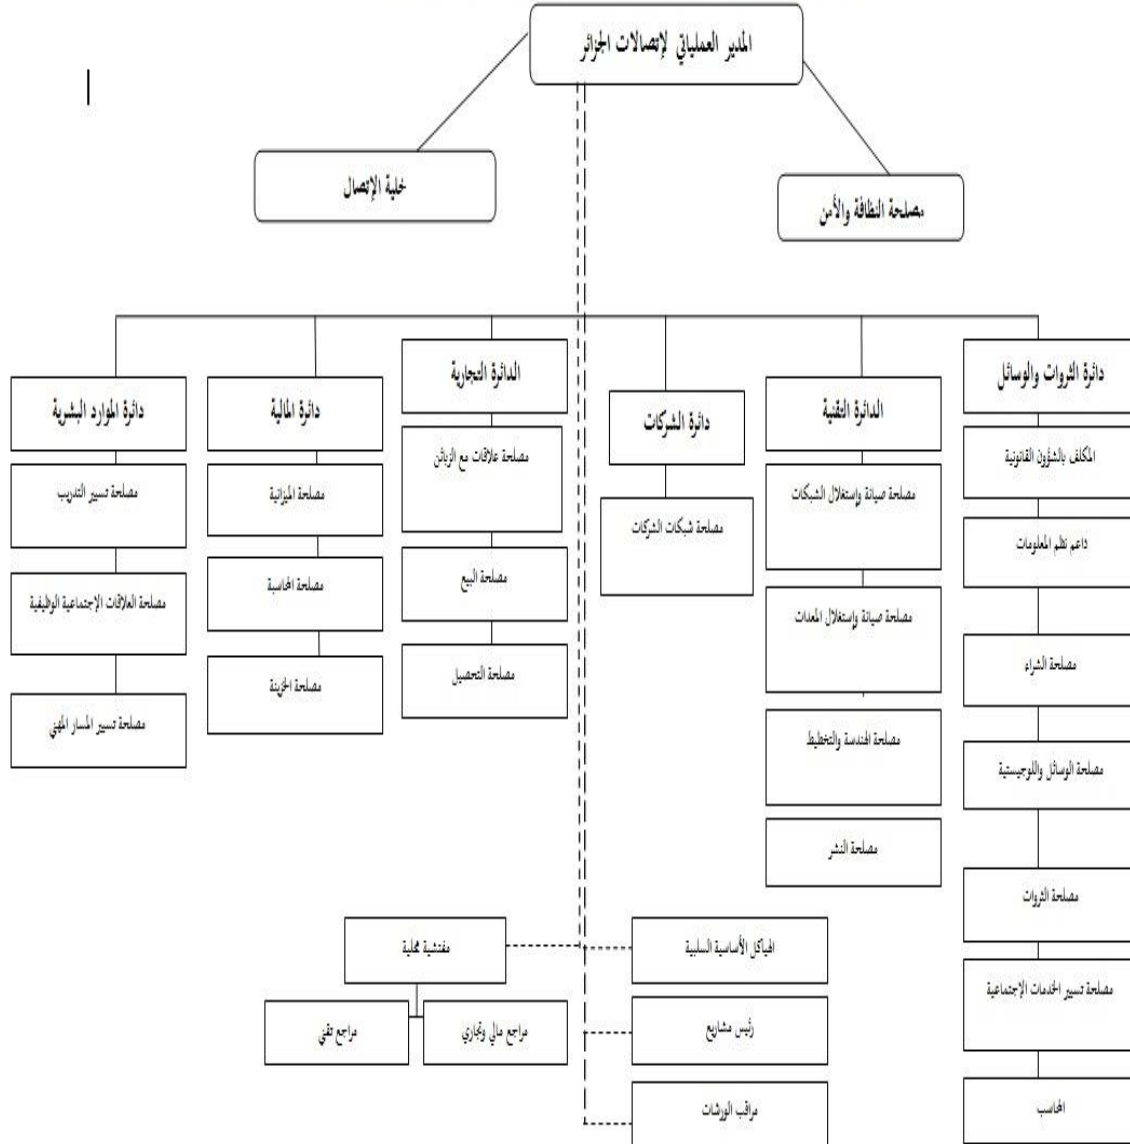 المدير العملياتي لإتصالات الجزائر
خلية الإتصال
مصلحة النظافة والأمن
دائرة الثروات والوسائل
المكلف بالشؤون القانونية
داعم نظم المعلومات
مصلحة الشراء
مصلحة الوسائل واللوجيستية
مصلحة الثروات
مصلحة تسيير الخدمات الإجتماعية
المحاسب
الدائرة التقنية
مصلحة صيانة وإستغلال الشبكات
مصلحة صيانة وإستغلال المعدات
مصلحة الهندسة والتخطيط
مصلحة النشر
دائرة الشركات
مصلحة شبكات الشركات
الدائرة التجارية
مصلحة علاقات مع الزبائن
مصلحة البيع
مصلحة التحصيل
دائرة المالية
مصلحة الميزانية
مصلحة المحاسبة
مصلحة الخزينة
دائرة الموارد البشرية
مصلحة تسيير التدريب
مصلحة العلاقات الإجتماعية الوظيفية
مصلحة تسيير المسار المهني
الهياكل الأساسية السلبية
رئيس مشاريع
مراقب الورشات
مفتشية محلية
مراجع مالي وتجاري
مراجع تقني